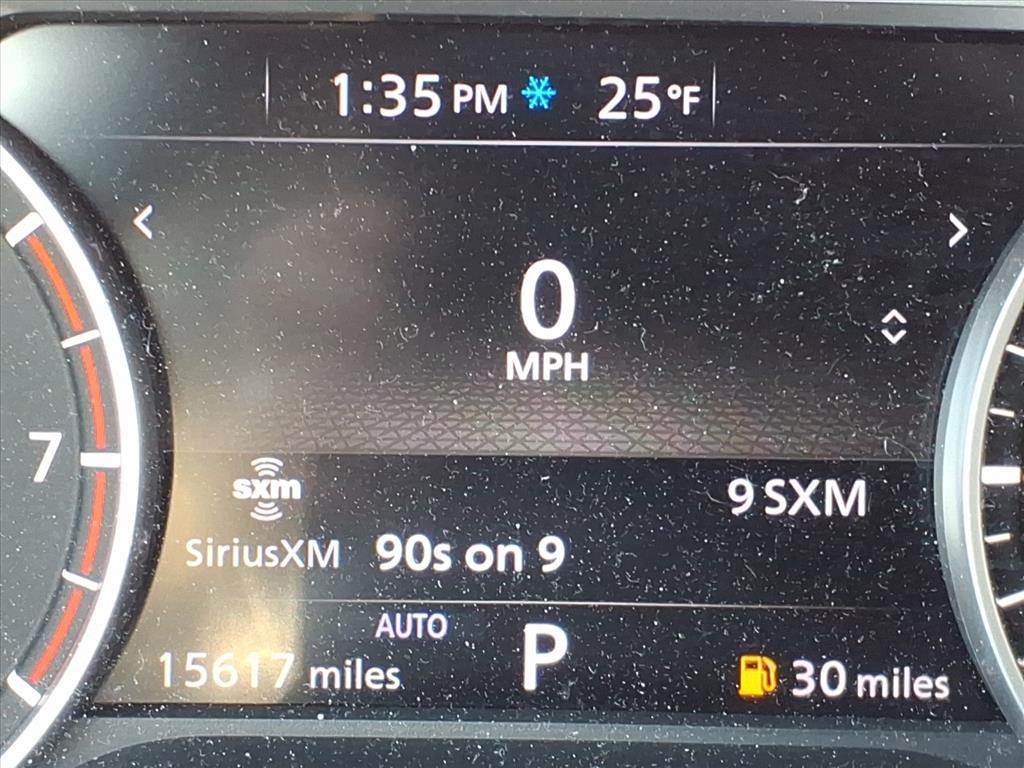 1:35 PM 25°F
0
MPH
7
sxm 9 SXM
SiriusXM 90s on 9
AUTO P
15617 miles 30 miles